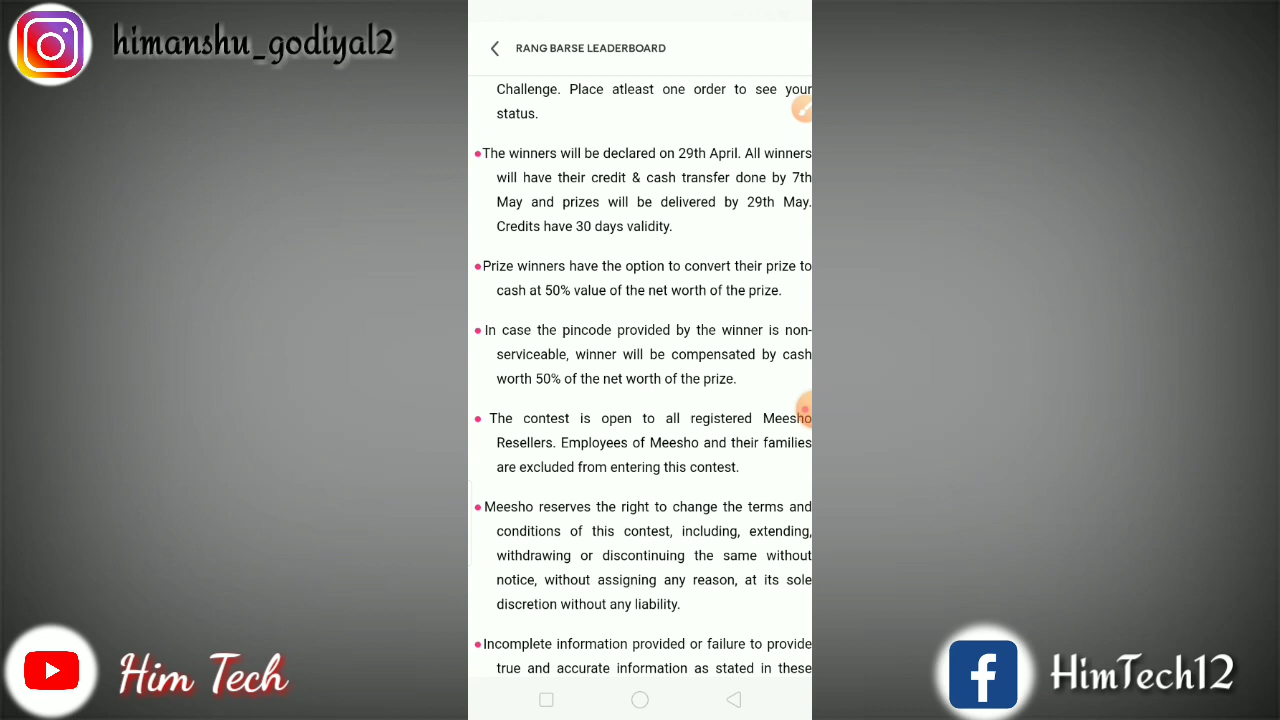 himanshu_godiyal2
RANG BARSE LEADERBOARD
Challenge. Place atleast one order to see your
status.
The winners will be declared on 29th April. All winners
will have their credit & cash transfer done by 7th
May and prizes will be delivered by 29th May.
Credits have 30 days validity.
Prize winners have the option to convert their prize to
cash at 50% value of the net worth of the prize.
In case the pincode provided by the winner is non-
serviceable, winner will be compensated by cash
worth 50% of the net worth of the prize.
The contest is open to all registered Meesho
Resellers. Employees of Meesho and their families
are excluded from entering this contest.
Meesho reserves the right to change the terms and
conditions of this contest, including, extending,
withdrawing or discontinuing the same without
notice, without assigning any reason, at its sole
discretion without any liability.
Incomplete information provided or failure to provide
true and accurate information as stated in these
Him Tech
HimTech12